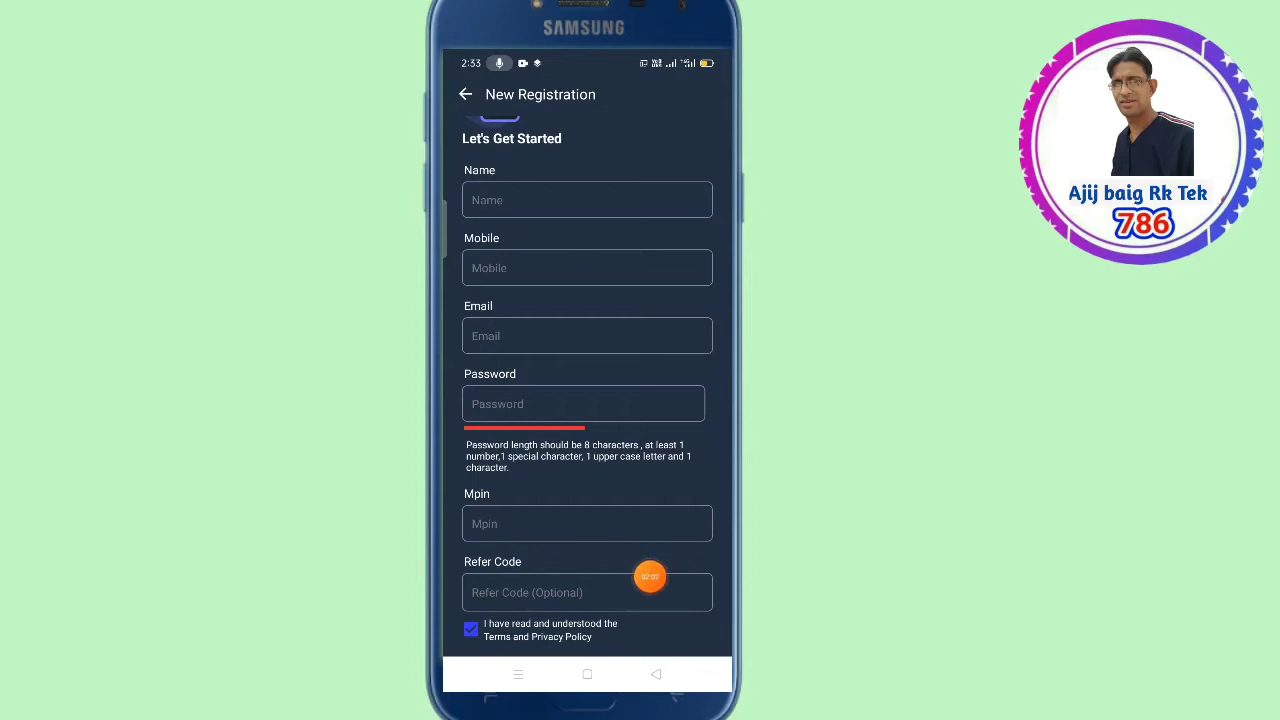 SAMSUNG
2:33
New Registration
Let's Get Started
Name
Name
Mobile
Mobile
Email
Email
Password
Password
Password length should be 8 characters , at least 1
number,1 special character, 1 upper case letter and 1
character.
Mpin
Mpin
Refer Code
02:02
Refer Code (Optional)
I have read and understood the
Terms and Privacy Policy
Ajij baig Rk Tek
786